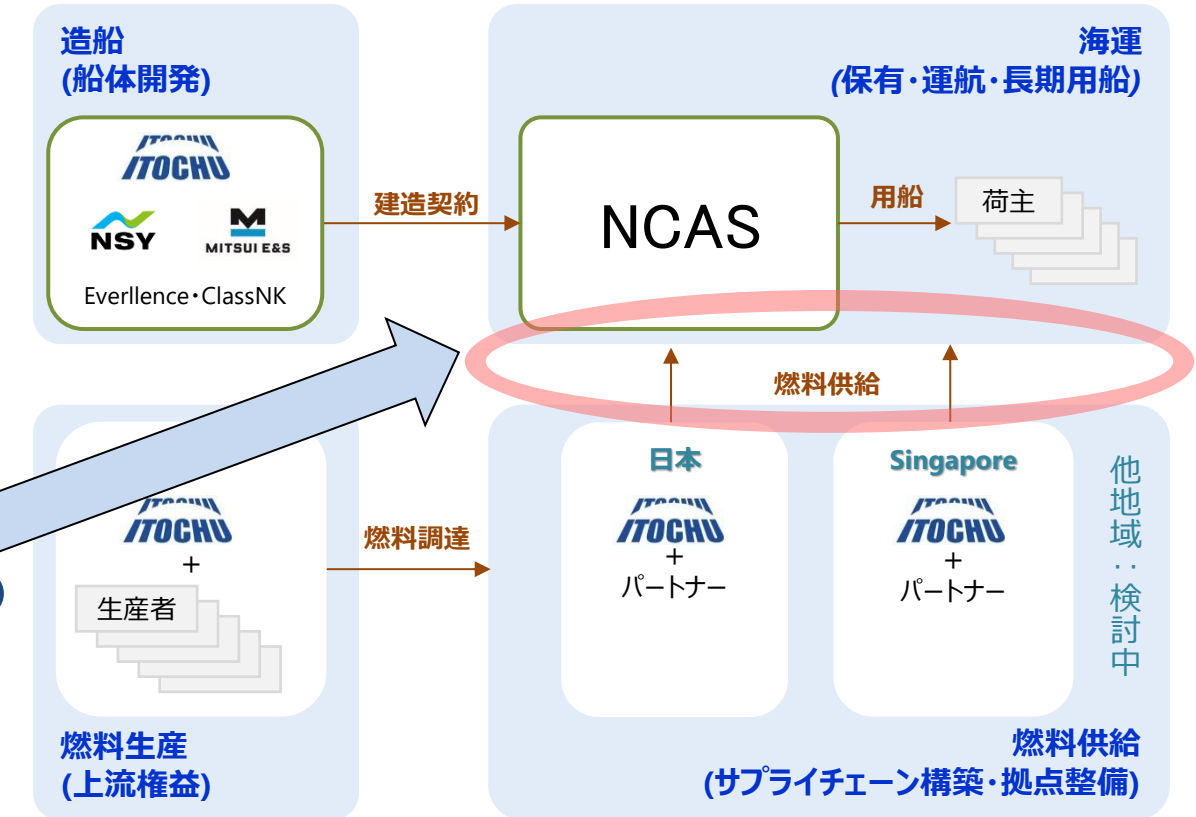 造船
(船体開発)
ITOCHU
ITOCHU
NSY
MITSUI E&S
Everllence・ClassNK
建造契約
海運
(保有・運航・長期用船)
NCAS
用船
荷主
燃料供給
ITOCHU
ITOCHU
+
生産者
燃料生産
(上流権益)
燃料調達
日本
ITOCHU
ITOCHU
+
パートナー
Singapore
ITOCHU
ITOCHU
+
パートナー
他地域：検討中
燃料供給
(サプライチェーン構築・拠点整備)